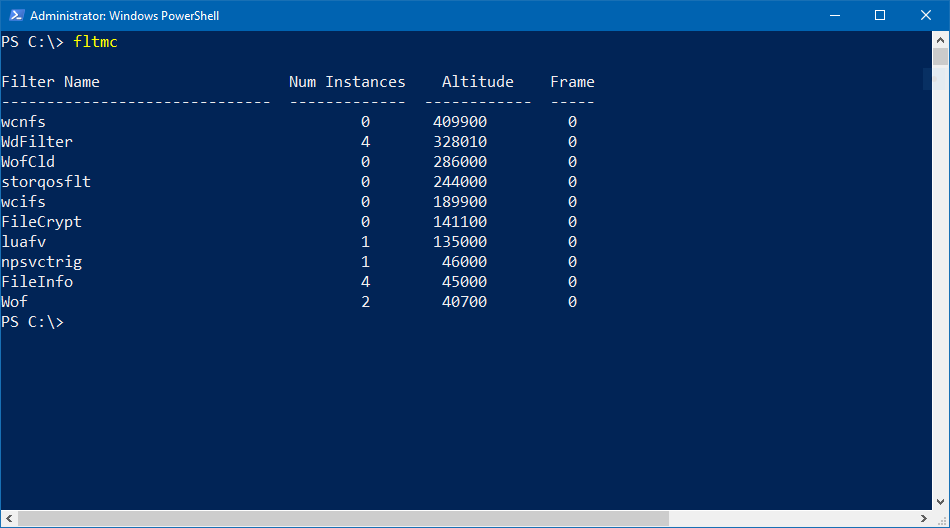 Administrator: Windows PowerShell
PS C:\> fltmc
Filter Name                     Num Instances    Altitude    Frame
------------------------------  -------------  ------------  -----
wcnfs                                   0       409900         0
WdFilter                                4       328010         0
WofCld                                  0       286000         0
storqosflt                              0       244000         0
wcifs                                   0       189900         0
FileCrypt                               0       141100         0
luafv                                   1       135000         0
npsvctrig                               1        46000         0
FileInfo                                4        45000         0
Wof                                     2        40700         0
PS C:\>